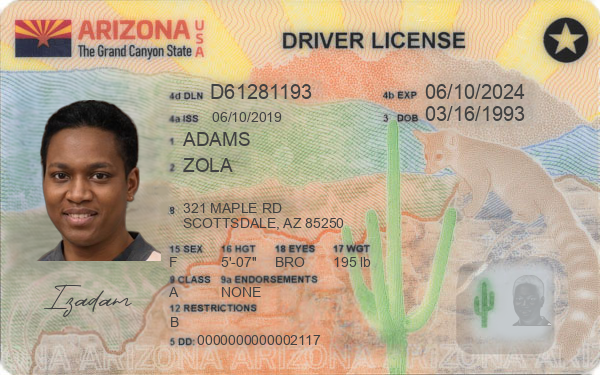 ARIZONA USA
The Grand Canyon State
DRIVER LICENSE
4d DLN D61281193
4b EXP 06/10/2024
4a ISS 06/10/2019
3 DOB 03/16/1993
1 ADAMS
2 ZOLA
8 321 MAPLE RD
SCOTTSDALE, AZ 85250
15 SEX 16 HGT 18 EYES 17 WGT
F 5'-07" BRO 195 lb
9 CLASS 9a ENDORSEMENTS
A NONE
12 RESTRICTIONS
B
Izadam
5 DD: 0000000000002117
ONA ARIZONA ARIZONA ARIZONA ARIZONA